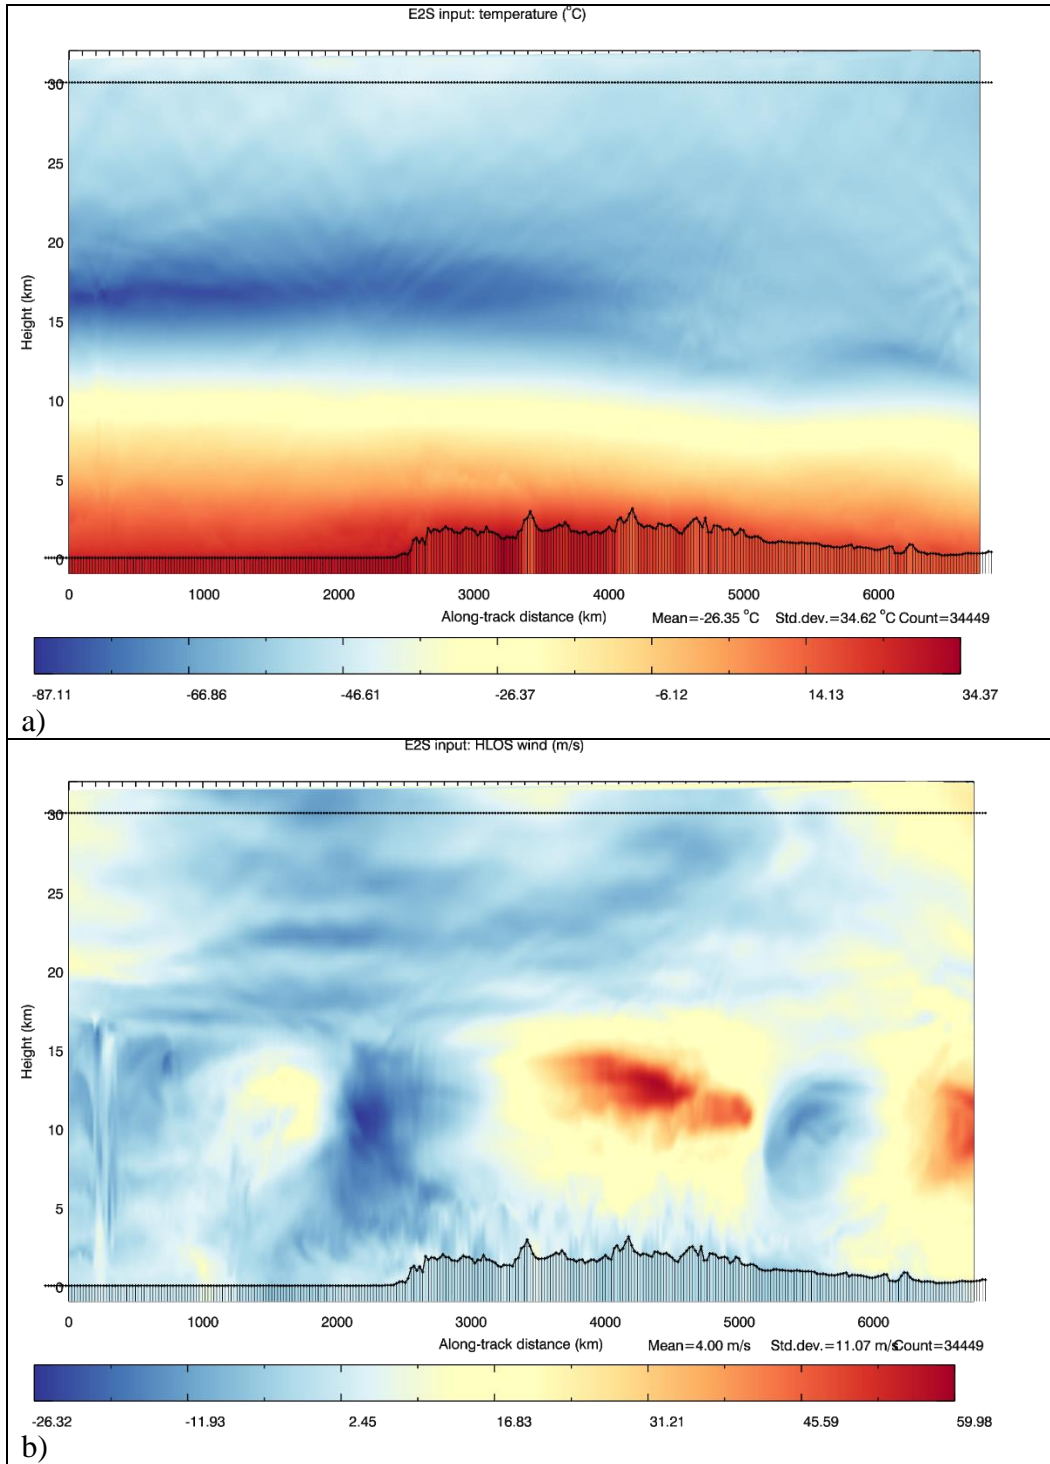 E2S input: temperature (°C)
30
25
20
15
10
5
0
Height (km)
0 1000 2000 3000 4000 5000 6000
Along-track distance (km) Mean=-26.35 °C Std.dev.=34.62 °C Count=34449
-87.11 -66.86 -46.61 -26.37 -6.12 14.13 34.37
a)
E2S input: HLOS wind (m/s)
30
25
20
15
10
5
0
Height (km)
0 1000 2000 3000 4000 5000 6000
Along-track distance (km) Mean=4.00 m/s Std.dev.=11.07 m/s Count=34449
-26.32 -11.93 2.45 16.83 31.21 45.59 59.98
b)